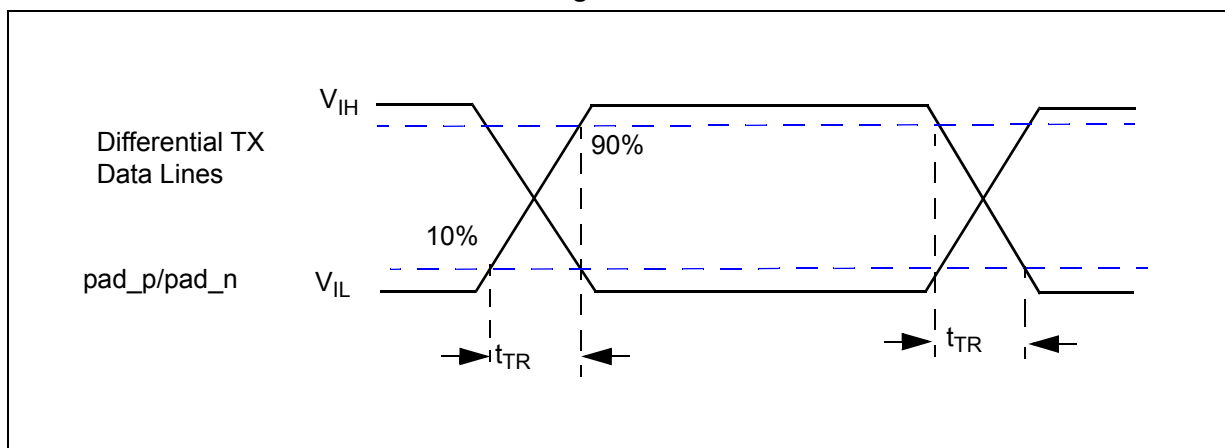 V_IH
Differential TX
Data Lines
90%
10%
pad_p/pad_n
V_IL
t_TR
t_TR